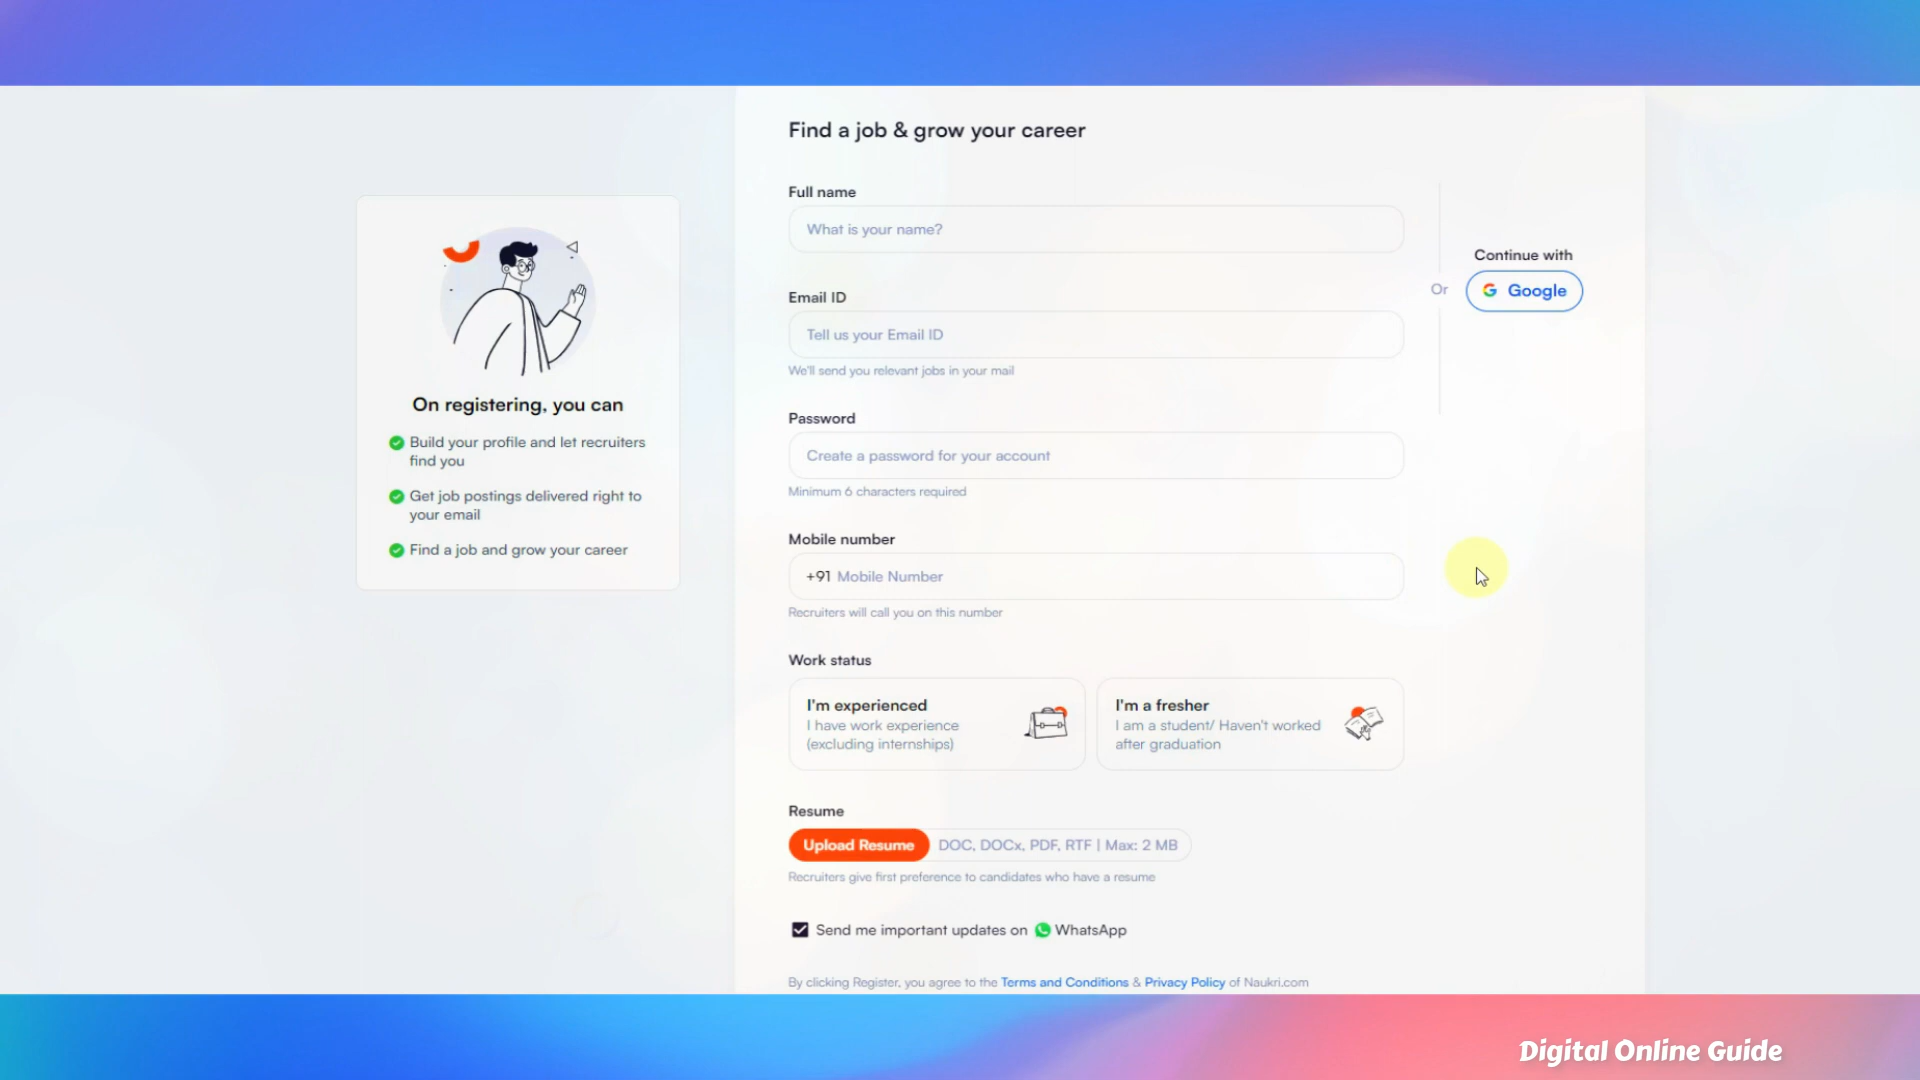 Find a job & grow your career
Full name
What is your name?
Continue with
Or
Google
Email ID
Tell us your Email ID
We'll send you relevant jobs in your mail
On registering, you can
Build your profile and let recruiters
find you
Get job postings delivered right to
your email
Find a job and grow your career
Password
Create a password for your account
Minimum 6 characters required
Mobile number
+91 Mobile Number
Recruiters will call you on this number
Work status
I'm experienced
I have work experience
(excluding internships)
I'm a fresher
I am a student/ Haven't worked
after graduation
Resume
Upload Resume DOC, DOCx, PDF, RTF | Max: 2 MB
Recruiters give first preference to candidates who have a resume
Send me important updates on WhatsApp
By clicking Register, you agree to the Terms and Conditions & Privacy Policy of Naukri.com
Digital Online Guide